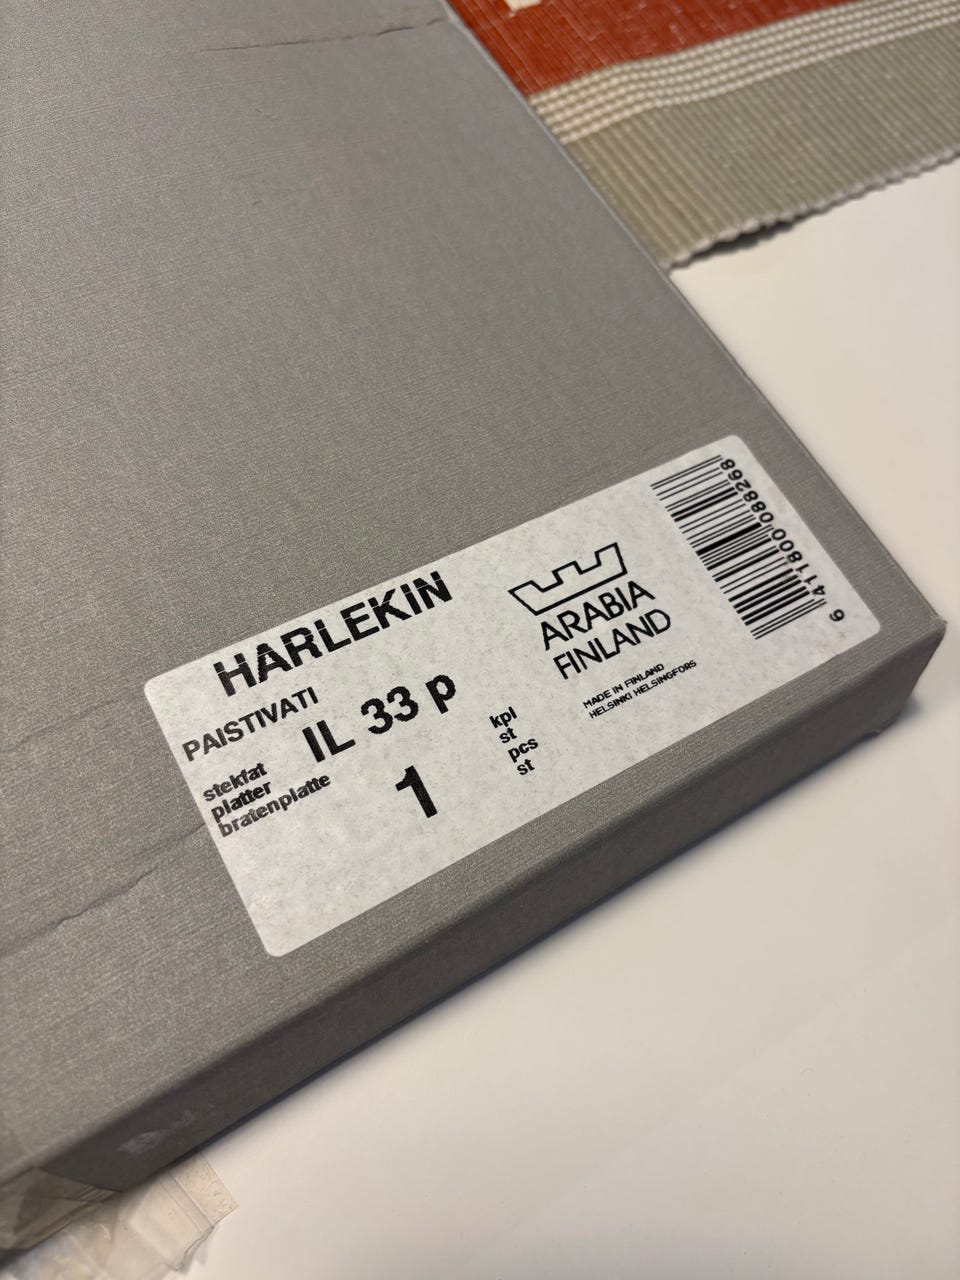 HARLEKIN
PAISTIVATI
IL 33 p
stekfat
platter
bratenplatte
1
kpl
st
pcs
st
ARABIA
FINLAND
MADE IN FINLAND
HELSINKI HELSINGFORS
6 411800 088268